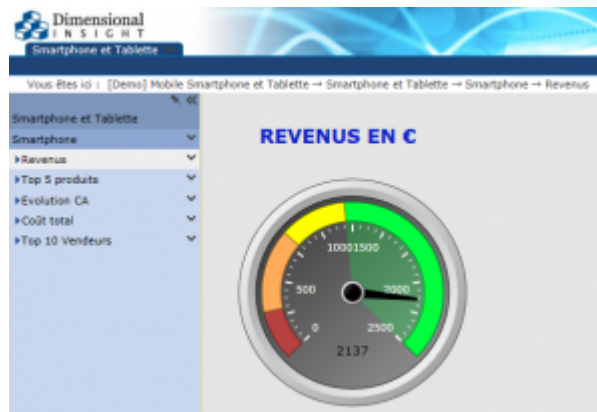 Dimensional
INSIGHT
Smartphone et Tablette
Vous êtes ici : [Demo] Mobile Smartphone et Tablette → Smartphone et Tablette → Smartphone → Revenus
Smartphone et Tablette
Smartphone
Revenus
Top 5 produits
Evolution CA
Coût total
Top 10 Vendeurs
REVENUS EN €
1000 1500
500 2000
0 2500
2137